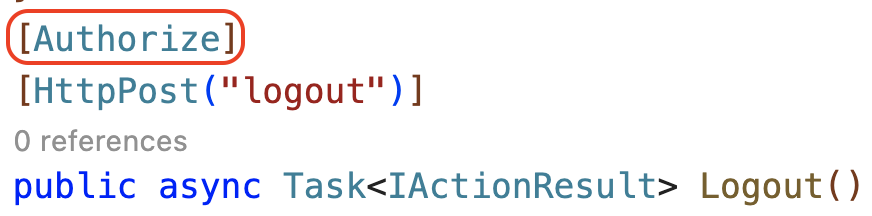 [Authorize]
[HttpPost("logout")]
0 references
public async Task<IActionResult> Logout()